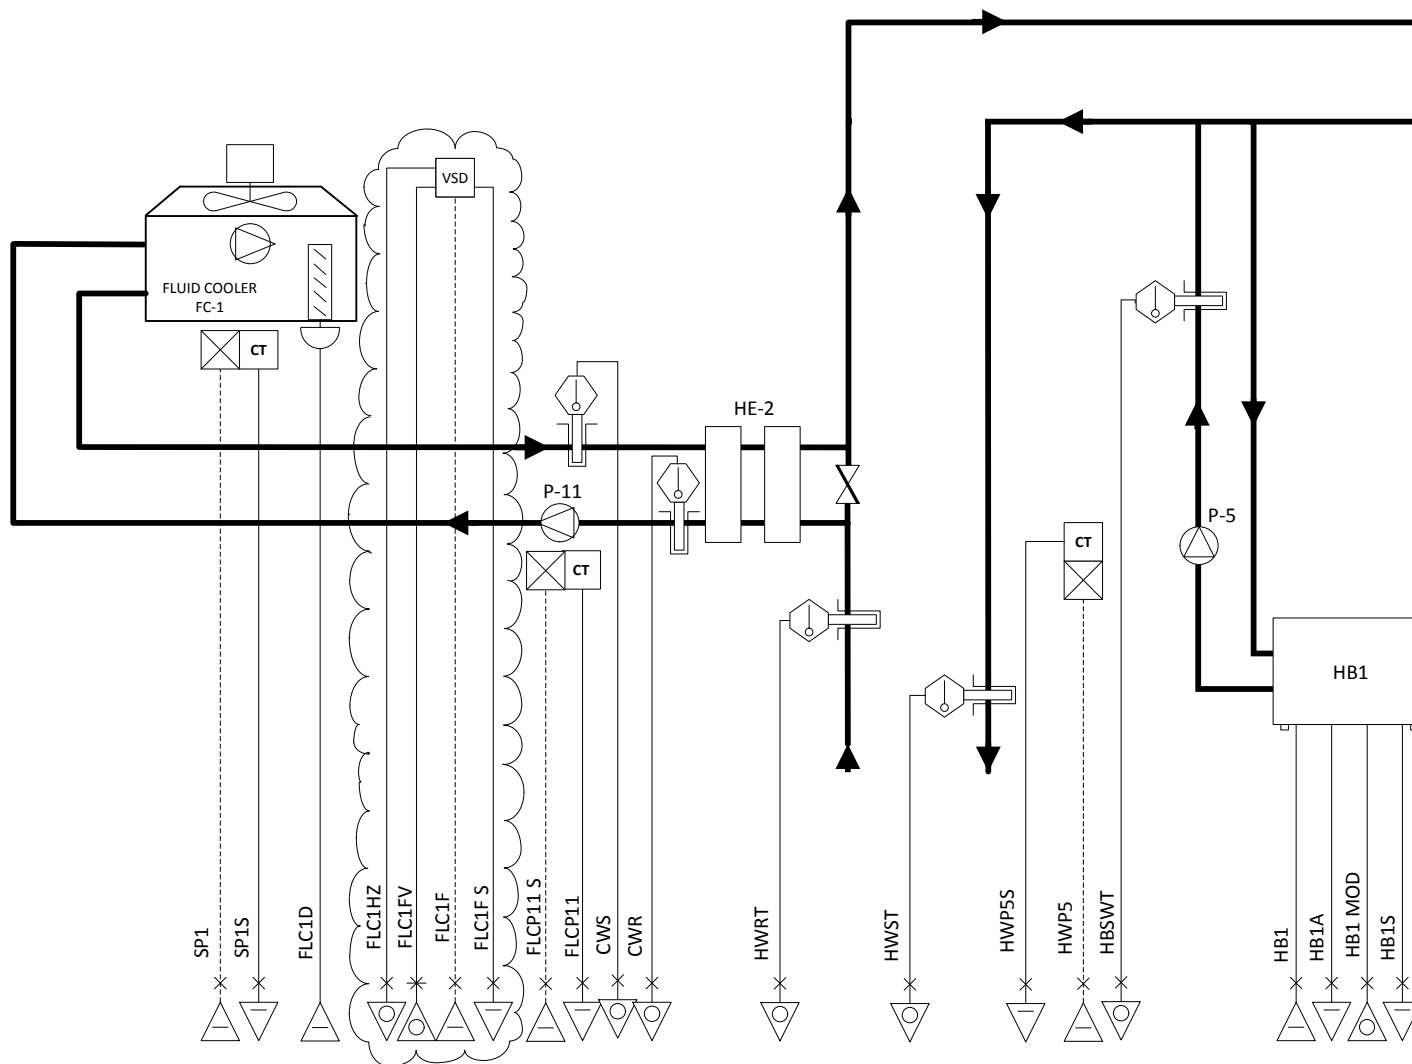 VSD
FLUID COOLER
FC-1
CT
HE-2
P-11
CT
P-5
CT
HB1
SP1
SP1S
FLC1D
FLC1HZ
FLC1FV
FLC1F
FLC1F S
FLCP11 S
FLCP11
CWS
CWR
HWRT
HWST
HWP5S
HWP5
HBSWT
HB1
HB1A
HB1 MOD
HB1S